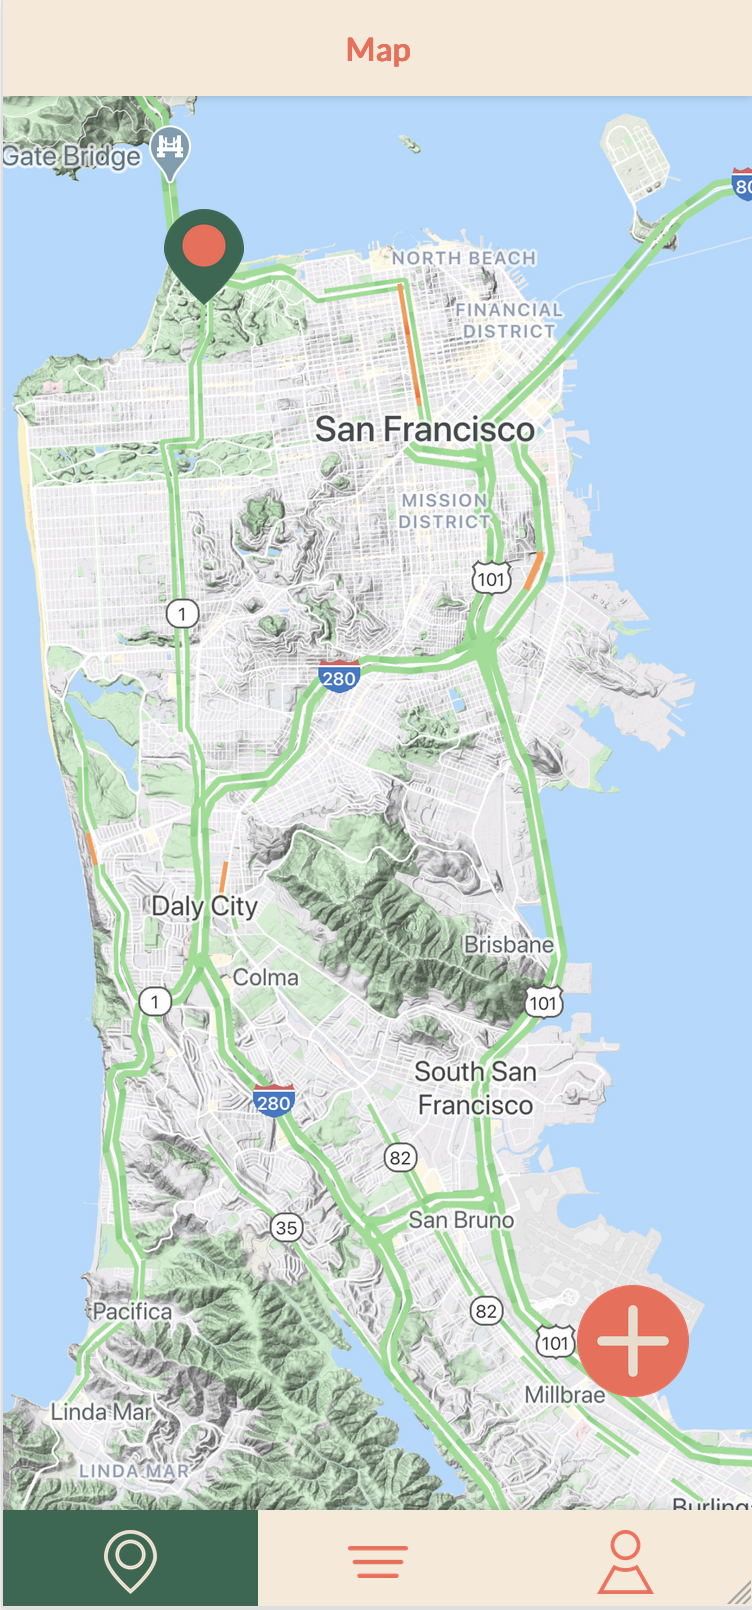 Map
Gate Bridge
80
NORTH BEACH
FINANCIAL
DISTRICT
San Francisco
MISSION
DISTRICT
101
1
280
Daly City
Brisbane
Colma
1
101
South San
Francisco
280
82
35
San Bruno
Pacifica
82
101
Millbrae
Linda Mar
LINDA MAR
Burling